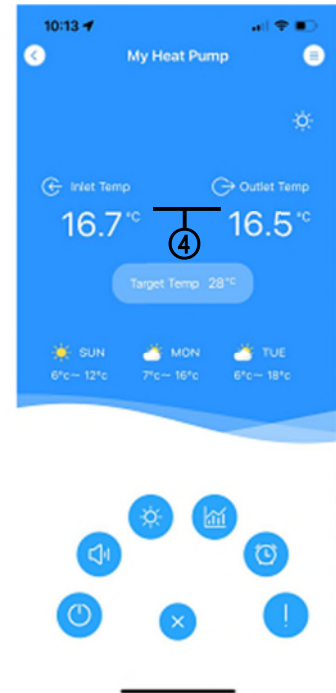 10:13
My Heat Pump
Inlet Temp
Outlet Temp
16.7°C
16.5°C
4
Target Temp 28°C
SUN
MON
TUE
6°c~ 12°c
7°c~ 16°c
6°c~ 18°c